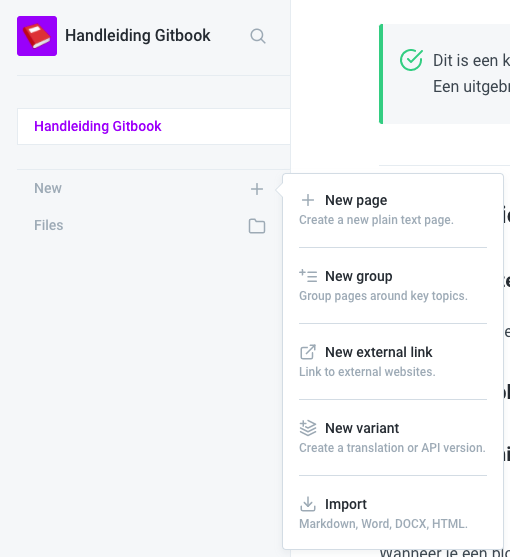 Handleiding Gitbook
Handleiding Gitbook
New
Files
Dit is een
Een
New page
Create a new plain text page.
New group
Group pages around key topics.
New external link
Link to external websites.
New variant
Create a translation or API version.
Import
Markdown, Word, DOCX, HTML.
Wanneer je een